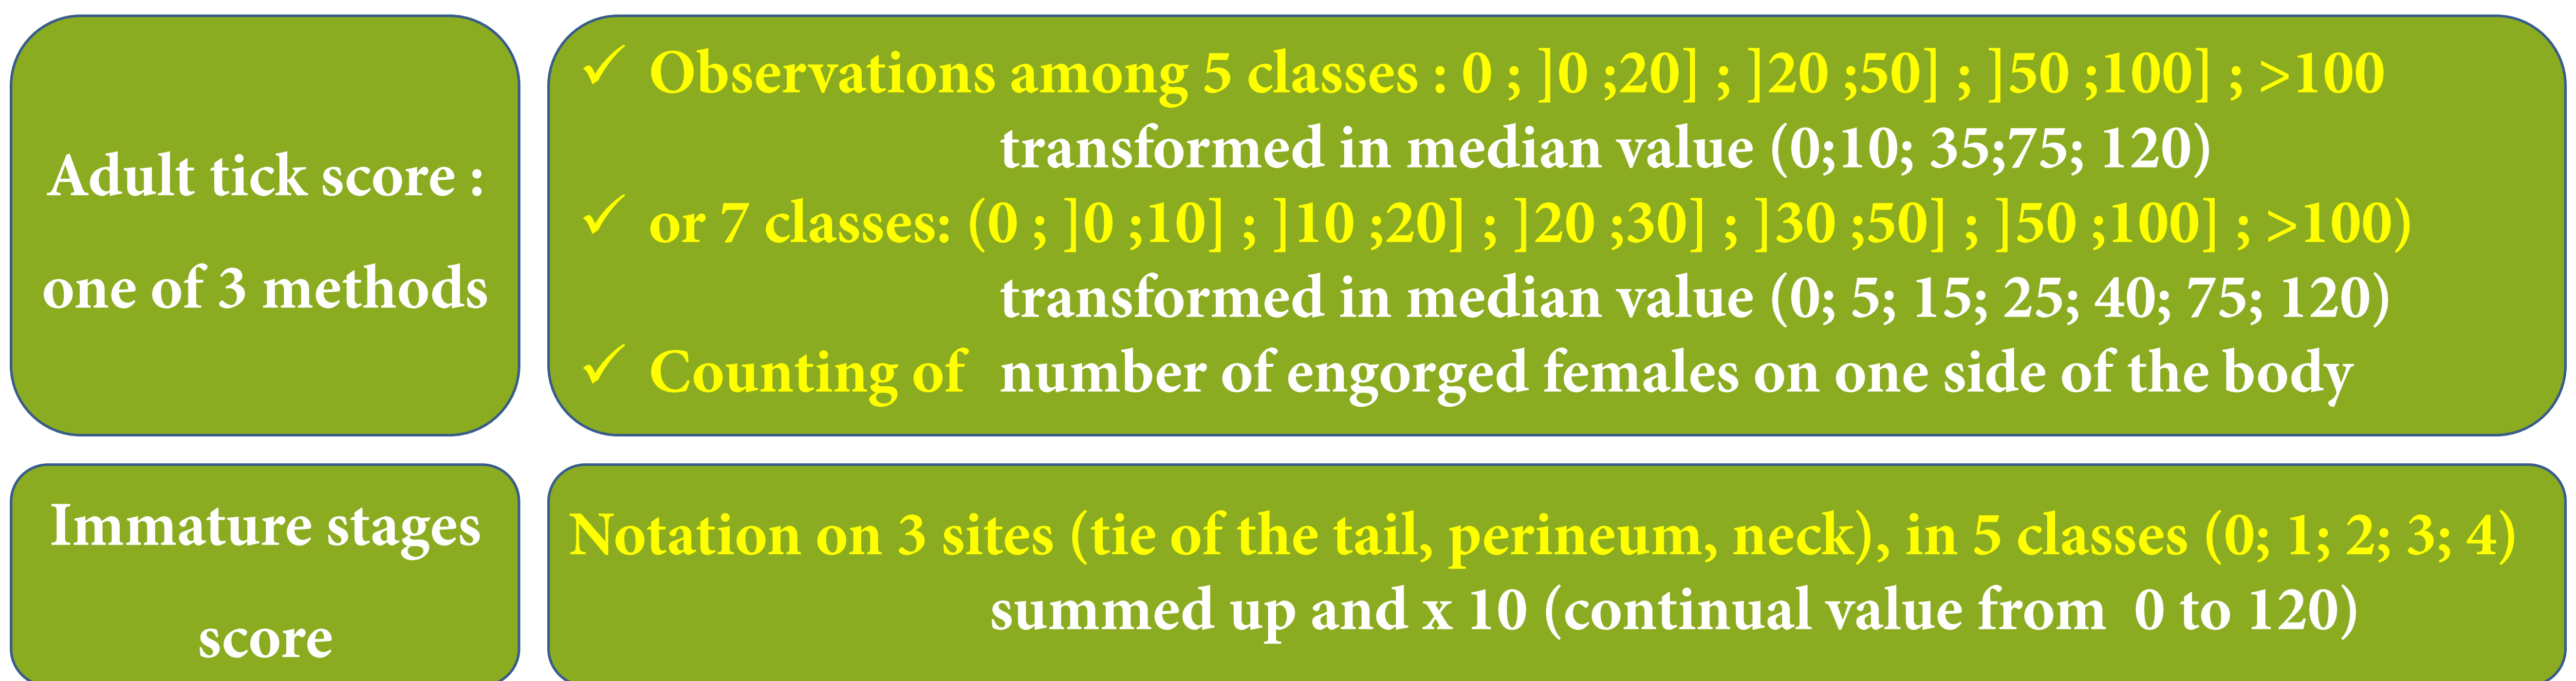 Adult tick score :
one of 3 methods
✓ Observations among 5 classes : 0 ; ]0 ;20] ; ]20 ;50] ; ]50 ;100] ; >100
transformed in median value (0;10; 35;75; 120)
✓ or 7 classes: (0 ; ]0 ;10] ; ]10 ;20] ; ]20 ;30] ; ]30 ;50] ; ]50 ;100] ; >100)
transformed in median value (0; 5; 15; 25; 40; 75; 120)
✓ Counting of number of engorged females on one side of the body
Immature stages
score
Notation on 3 sites (tie of the tail, perineum, neck), in 5 classes (0; 1; 2; 3; 4)
summed up and x 10 (continual value from 0 to 120)